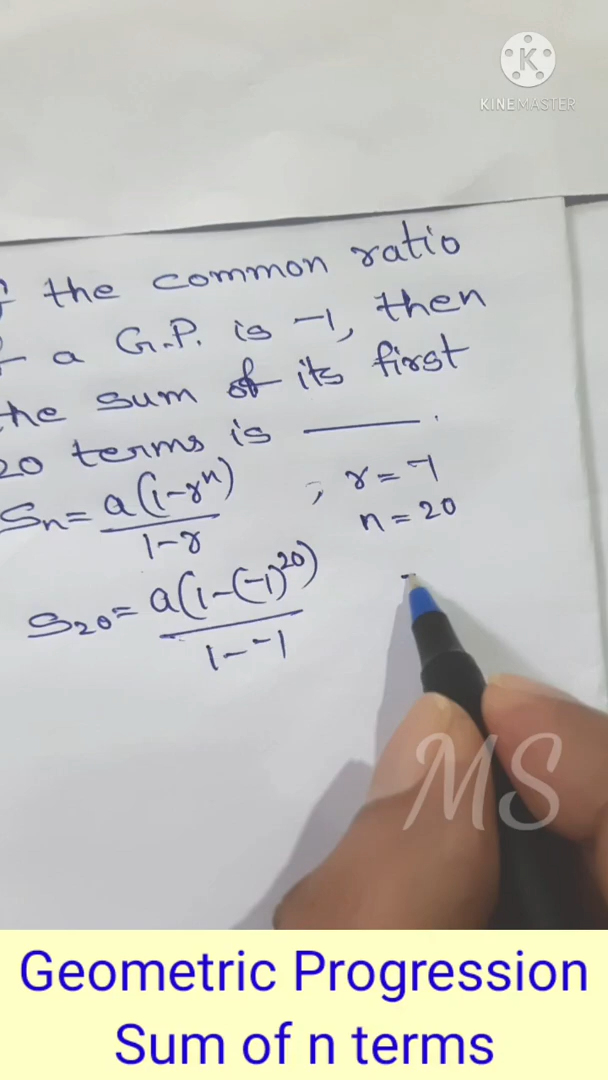 KINEMASTER
the common ratio
a G.P. is -1, then
the sum of its first
20 terms is ______.
Sn = a(1-r^n)/1-r , r = -1
n = 20
S20 = a(1-(-1)^20)/1--1
MS
Geometric Progression
Sum of n terms